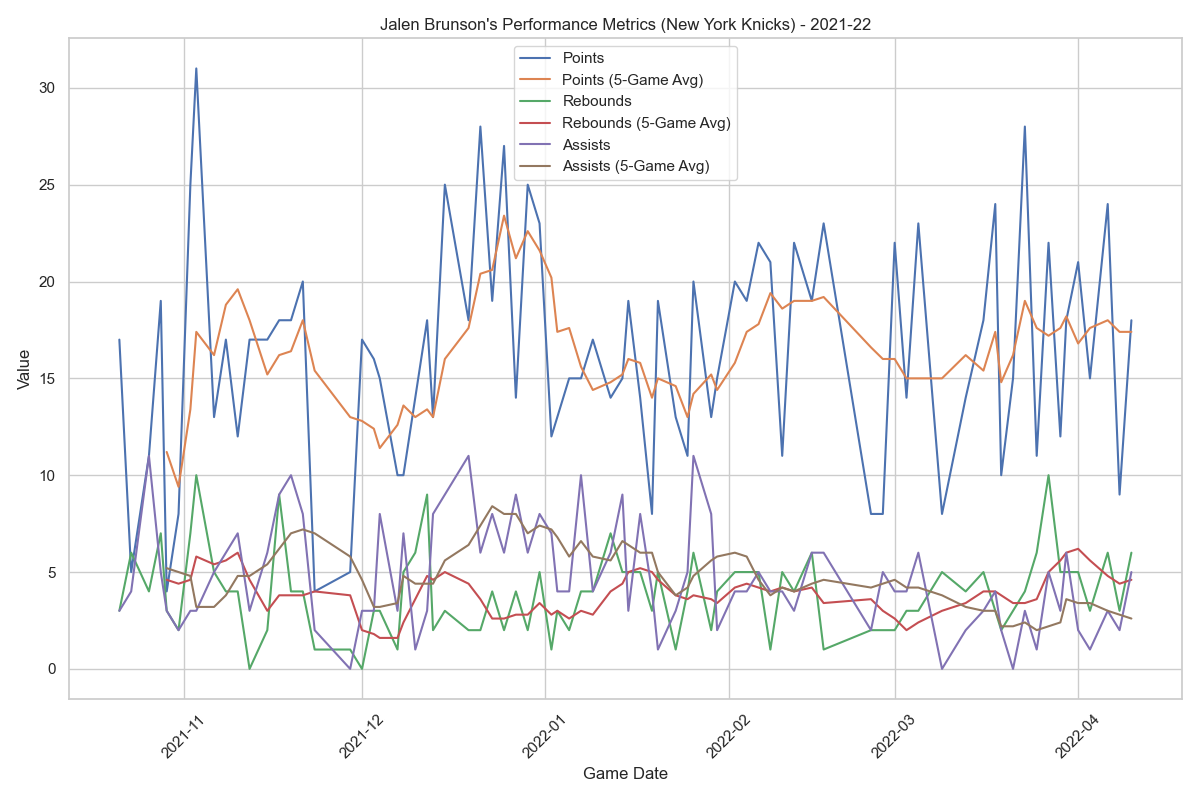 Jalen Brunson's Performance Metrics (New York Knicks) - 2021-22
Points
Points (5-Game Avg)
Rebounds
Rebounds (5-Game Avg)
Assists
Assists (5-Game Avg)
Value
30
25
20
15
10
5
0
2021-11
2021-12
2022-01
2022-02
2022-03
2022-04
Game Date